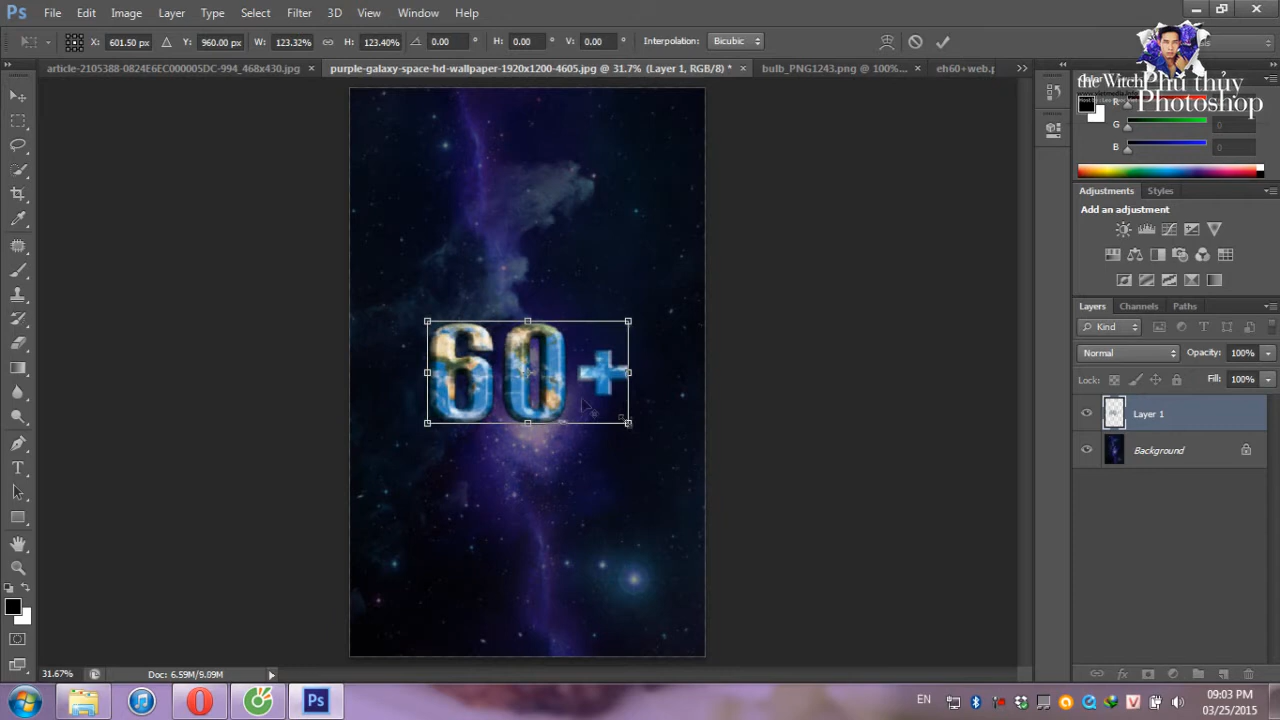 Ps File Edit Image Layer Type Select Filter 3D View Window Help
X: 601.50 px Y: 960.00 px W: 123.32% H: 123.40% 0.00 ° H: 0.00 ° V: 0.00 ° Interpolation: Bicubic
article-2105388-0824E6EC000005DC-994_468x430.jpg × purple-galaxy-space-hd-wallpaper-1920x1200-4605.jpg @ 31.7% (Layer 1, RGB/8) * × bulb_PNG1243.png @ 100%... × eh60+web.p
the Witch Phù thủy
Photoshop
R
G 0
B 0
Adjustments Styles
Add an adjustment
Layers Channels Paths
Kind
Normal Opacity: 100%
Lock: Fill: 100%
Layer 1
Background
60+
31.67% Doc: 6.59M/9.09M
Ps EN V 09:03 PM
03/25/2015